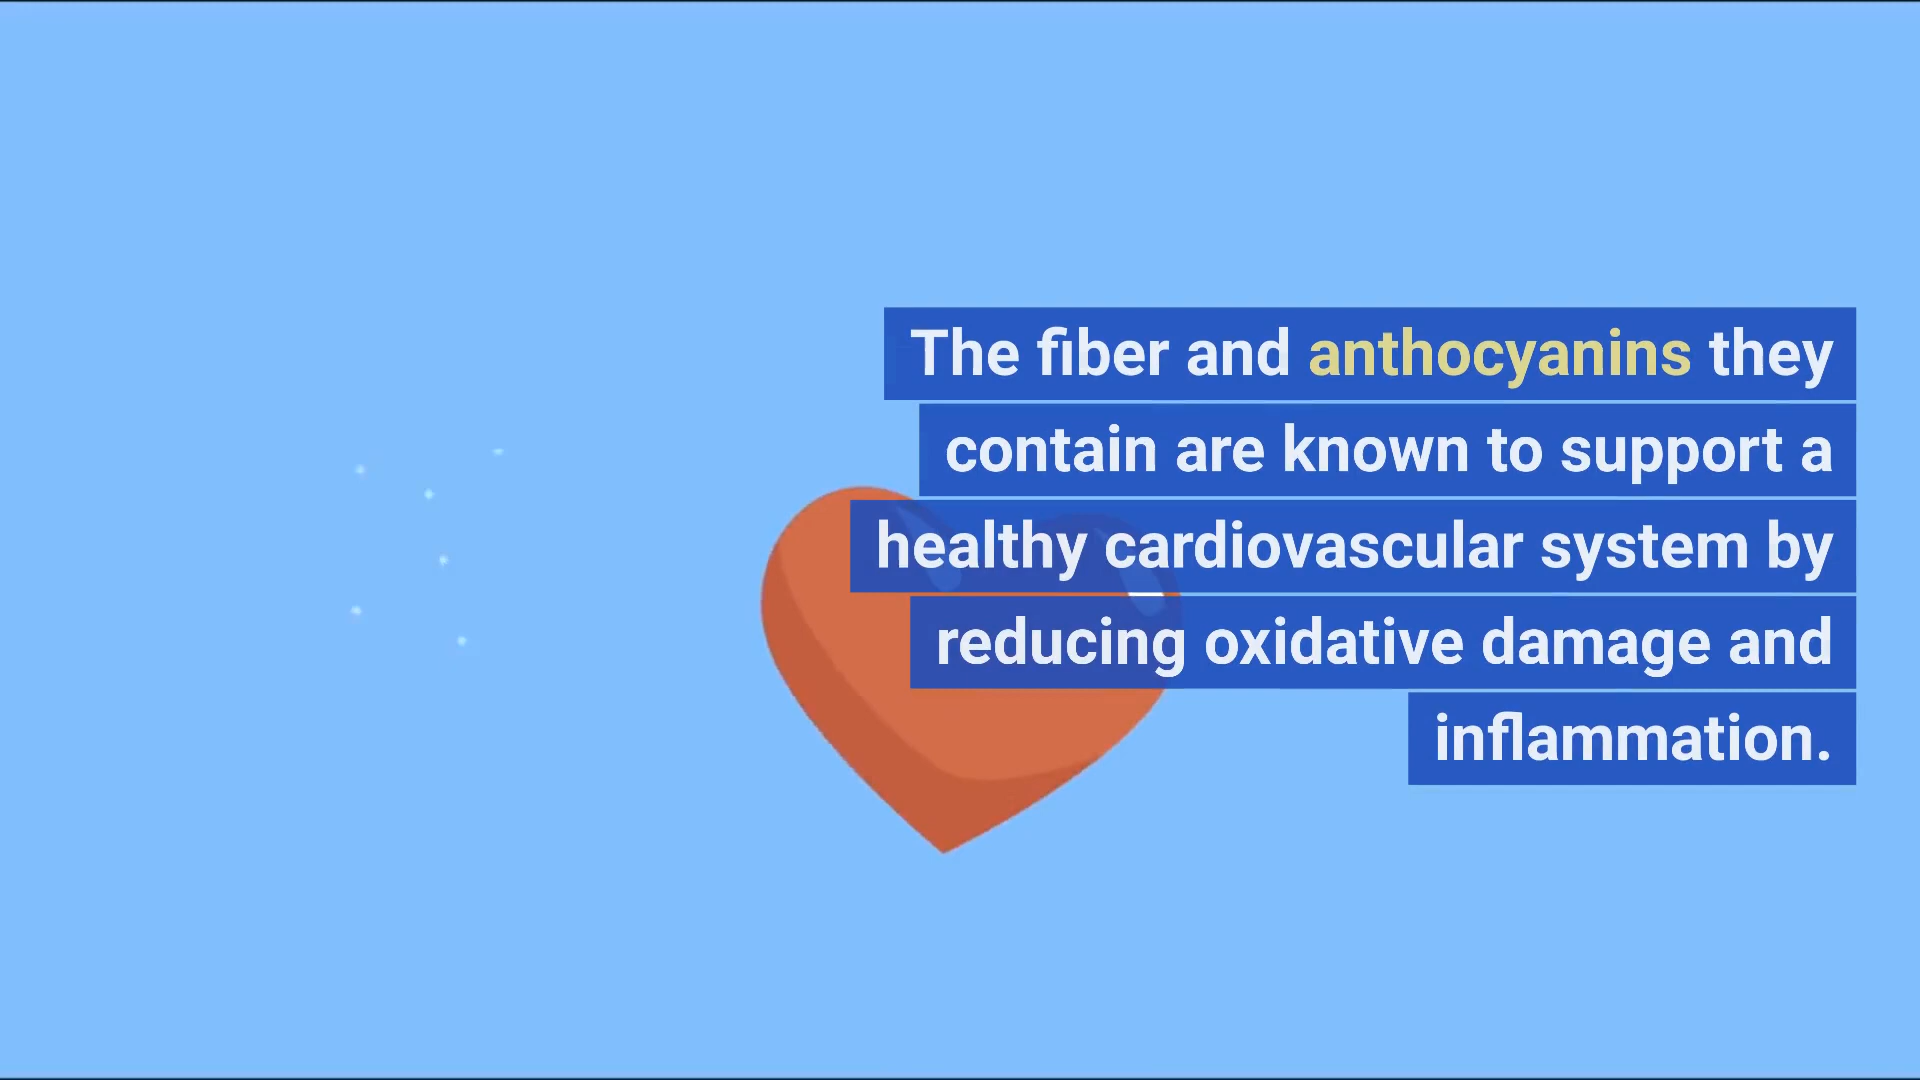 The fiber and anthocyanins they
contain are known to support a
healthy cardiovascular system by
reducing oxidative damage and
inflammation.